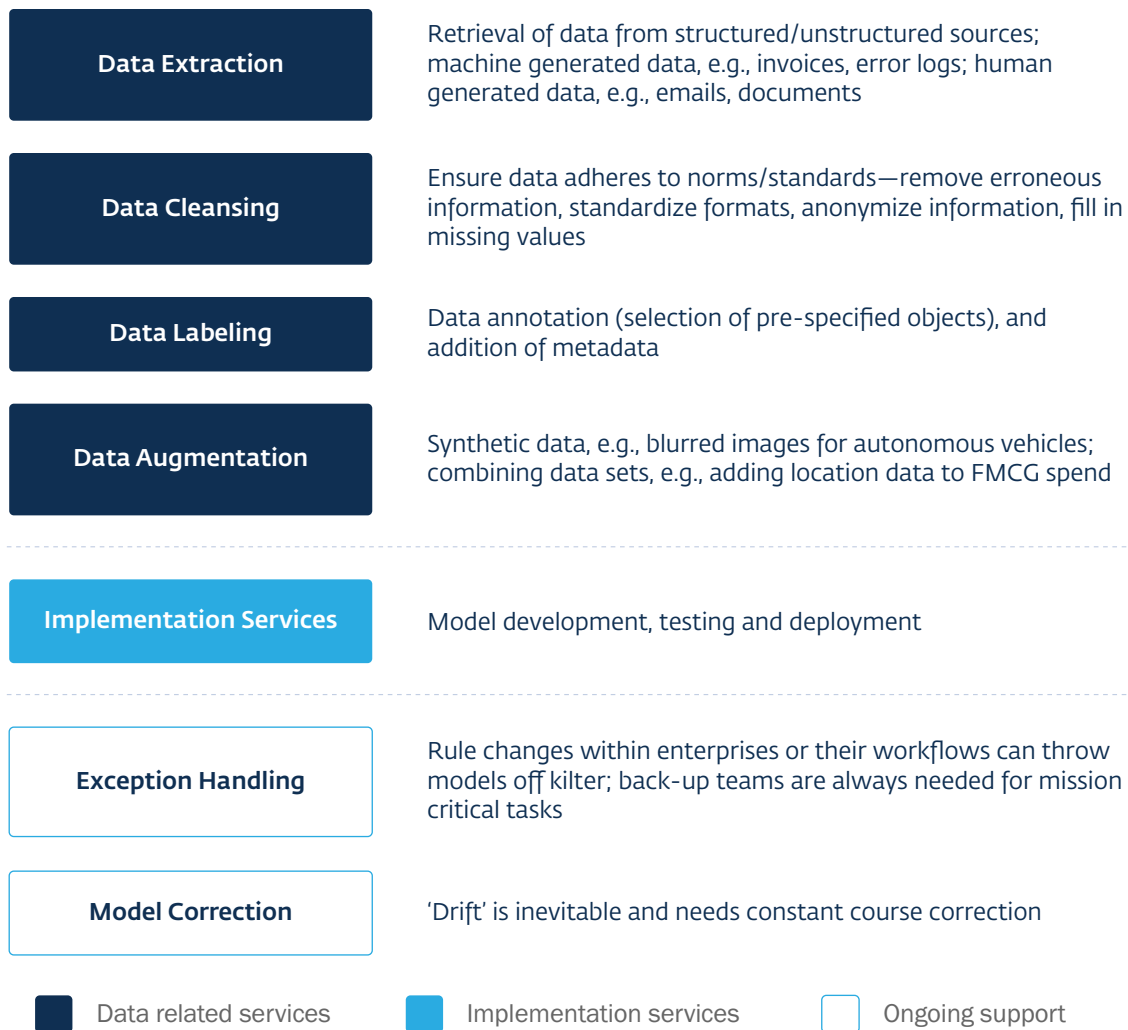 Data Extraction
Retrieval of data from structured/unstructured sources;
machine generated data, e.g., invoices, error logs; human
generated data, e.g., emails, documents
Data Cleansing
Ensure data adheres to norms/standards—remove erroneous
information, standardize formats, anonymize information, fill in
missing values
Data Labeling
Data annotation (selection of pre-specified objects), and
addition of metadata
Data Augmentation
Synthetic data, e.g., blurred images for autonomous vehicles;
combining data sets, e.g., adding location data to FMCG spend
Implementation Services
Model development, testing and deployment
Exception Handling
Rule changes within enterprises or their workflows can throw
models off kilter; back-up teams are always needed for mission
critical tasks
Model Correction
‘Drift’ is inevitable and needs constant course correction
Data related services
Implementation services
Ongoing support